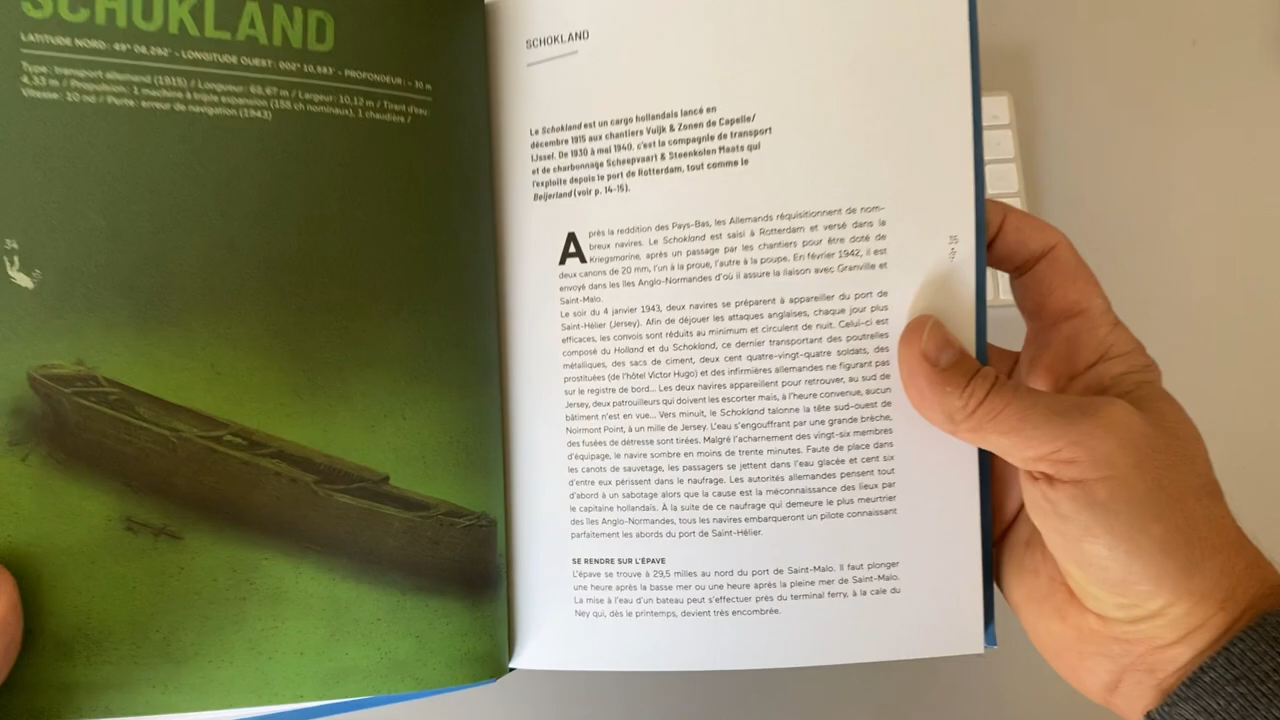 SCHOKLAND
LATITUDE NORD : 49° 08,292' - LONGITUDE OUEST : 002° 10,583' - PROFONDEUR : - 30 m
Type : transport allemand (1915) / Longueur : 68,67 m / Largeur : 10,12 m / Tirant d'eau :
4,33 m / Propulsion : 1 machine à triple expansion (158 ch nominaux), 1 chaudière /
Vitesse : 10 nd / Perte : erreur de navigation (1943)
34
SCHOKLAND
Le Schokland est un cargo hollandais lancé en
décembre 1915 aux chantiers Vuijk & Zonen de Capelle/
IJssel. De 1930 à mai 1940, c'est la compagnie de transport
et de charbonnage Scheepvaart & Steenkolen Maats qui
l'exploite depuis le port de Rotterdam, tout comme le
Beijerland (voir p. 14-15).
Après la reddition des Pays-Bas, les Allemands réquisitionnent de nom-
breux navires. Le Schokland est saisi à Rotterdam et versé dans la
Kriegsmarine, après un passage par les chantiers pour être doté de
deux canons de 20 mm, l'un à la proue, l'autre à la poupe. En février 1942, il est
envoyé dans les îles Anglo-Normandes d'où il assure la liaison avec Granville et
Saint-Malo.
Le soir du 4 janvier 1943, deux navires se préparent à appareiller du port de
Saint-Hélier (Jersey). Afin de déjouer les attaques anglaises, chaque jour plus
efficaces, les convois sont réduits au minimum et circulent de nuit. Celui-ci est
composé du Holland et du Schokland, ce dernier transportant des poutrelles
métalliques, des sacs de ciment, deux cent quatre-vingt-quatre soldats, des
prostituées (de l'hôtel Victor Hugo) et des infirmières allemandes ne figurant pas
sur le registre de bord... Les deux navires appareillent pour retrouver, au sud de
Jersey, deux patrouilleurs qui doivent les escorter mais, à l'heure convenue, aucun
bâtiment n'est en vue... Vers minuit, le Schokland talonne la tête sud-ouest de
Noirmont Point, à un mille de Jersey. L'eau s'engouffrant par une grande brèche,
des fusées de détresse sont tirées. Malgré l'acharnement des vingt-six membres
d'équipage, le navire sombre en moins de trente minutes. Faute de place dans
les canots de sauvetage, les passagers se jettent dans l'eau glacée et cent six
d'entre eux périssent dans le naufrage. Les autorités allemandes pensent tout
d'abord à un sabotage alors que la cause est la méconnaissance des lieux par
le capitaine hollandais. À la suite de ce naufrage qui demeure le plus meurtrier
des îles Anglo-Normandes, tous les navires embarqueront un pilote connaissant
parfaitement les abords du port de Saint-Hélier.
SE RENDRE SUR L'ÉPAVE
L'épave se trouve à 29,5 milles au nord du port de Saint-Malo. Il faut plonger
une heure après la basse mer ou une heure après la pleine mer de Saint-Malo.
La mise à l'eau d'un bateau peut s'effectuer près du terminal ferry, à la cale du
Ney qui, dès le printemps, devient très encombrée.
35